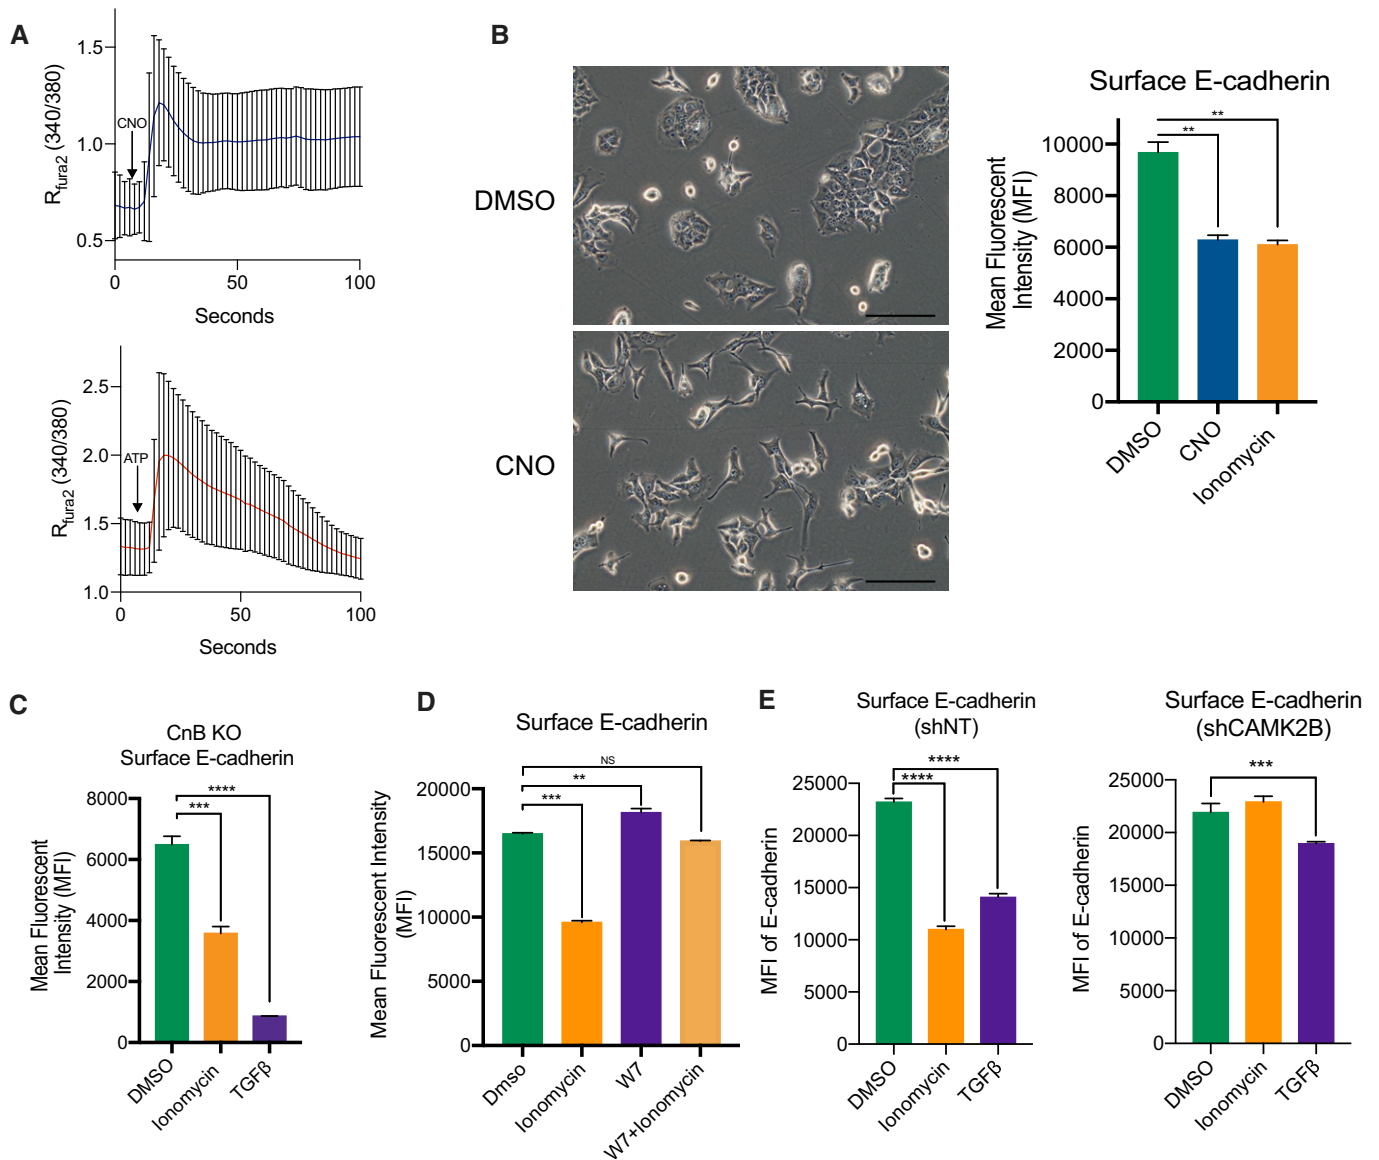 A
1.5
1.0
0.5
R_fura2 (340/380)
CNO
0
50
100
Seconds
2.5
2.0
1.5
1.0
R_fura2 (340/380)
ATP
0
50
100
Seconds
B
DMSO
CNO
Surface E-cadherin
Mean Fluorescent
Intensity (MFI)
10000
8000
6000
4000
2000
0
**
**
DMSO
CNO
Ionomycin
C
CnB KO
Surface E-cadherin
Mean Fluorescent
Intensity (MFI)
8000
6000
4000
2000
0
****
***
DMSO
Ionomycin
TGFβ
D
Surface E-cadherin
Mean Fluorescent Intensity
(MFI)
20000
15000
10000
5000
0
NS
**
***
Dmso
Ionomycin
W7
W7+Ionomycin
E
Surface E-cadherin
(shNT)
MFI of E-cadherin
25000
20000
15000
10000
5000
0
****
****
DMSO
Ionomycin
TGFβ
Surface E-cadherin
(shCAMK2B)
MFI of E-cadherin
25000
20000
15000
10000
5000
0
***
DMSO
Ionomycin
TGFβ